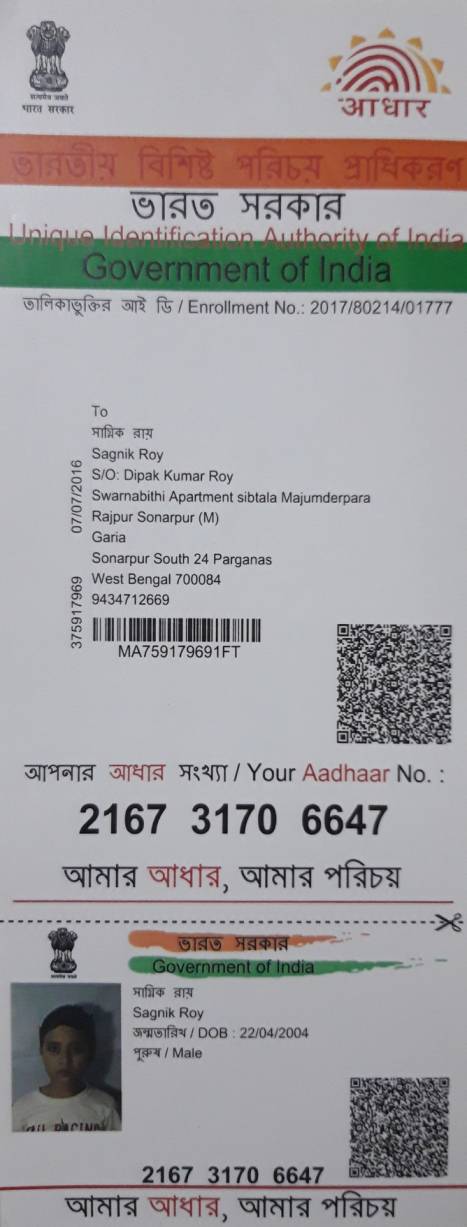 सत्यमेव जयते
भारत सरकार
आधार
ভারতীয় বিশিষ্ট পরিচয় প্রাধিকরণ
ভারত সরকার
Unique Identification Authority of India
Government of India
তালিকাভুক্তির আই ডি / Enrollment No.: 2017/80214/01777
To
সাগ্নিক রায়
Sagnik Roy
S/O: Dipak Kumar Roy
Swarnabithi Apartment sibtala Majumderpara
Rajpur Sonarpur (M)
Garia
Sonarpur South 24 Parganas
West Bengal 700084
9434712669
07/07/2016
375917969
MA759179691FT
আপনার আধার সংখ্যা / Your Aadhaar No. :
2167 3170 6647
আমার আধার, আমার পরিচয়
ভারত সরকার
Government of India
সাগ্নিক রায়
Sagnik Roy
জন্মতারিখ / DOB : 22/04/2004
পুরুষ / Male
2167 3170 6647
আমার আধার, আমার পরিচয়